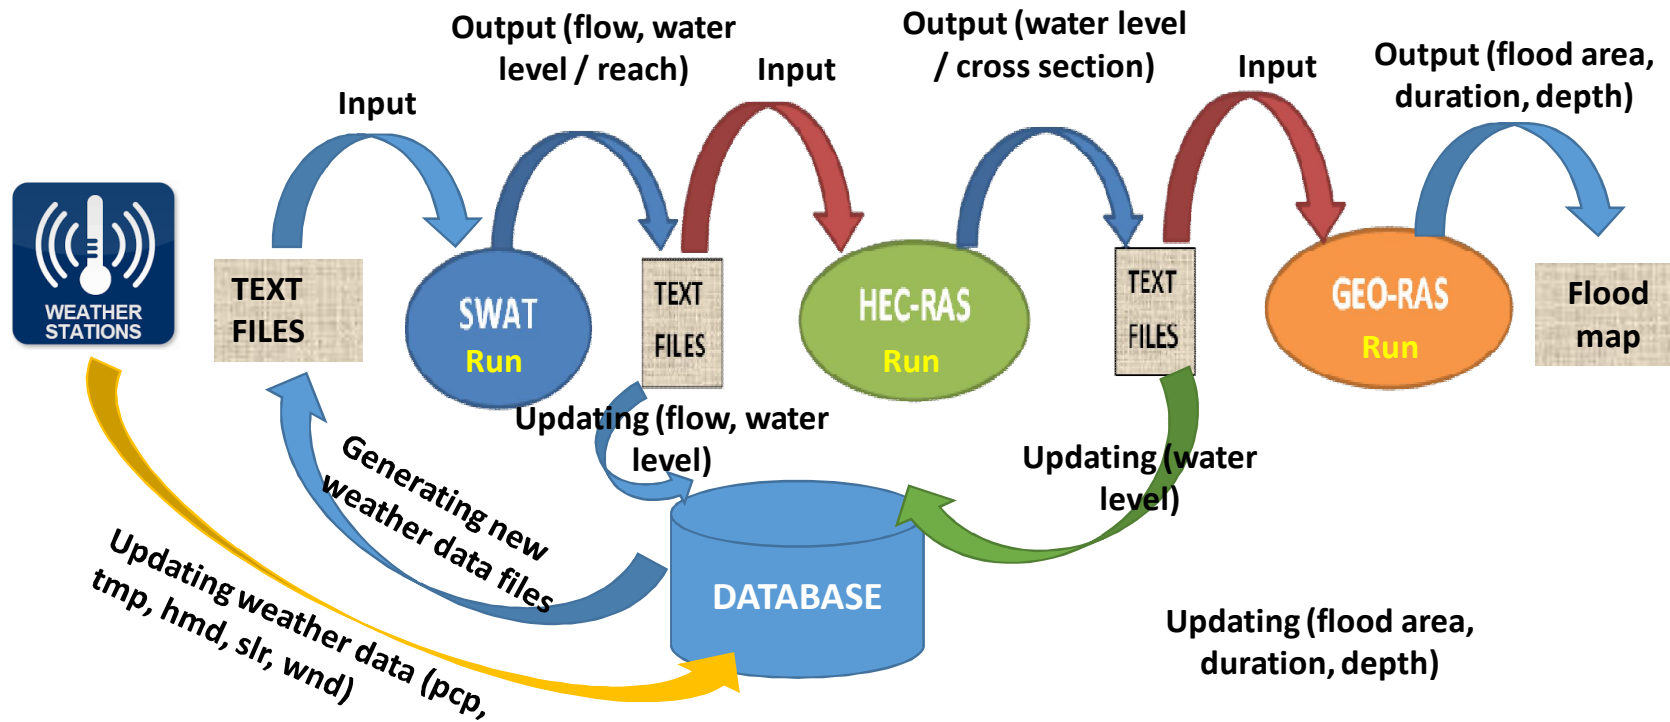 Output (flow, water
level / reach)
Input
Input
Output (water level
/ cross section)
Input
Output (flood area,
duration, depth)
WEATHER
STATIONS
TEXT
FILES
SWAT
Run
TEXT
FILES
HEC-RAS
Run
TEXT
FILES
GEO-RAS
Run
Flood
map
Updating (flow, water
level)
Updating (water
level)
Generating new
weather data files
DATABASE
Updating weather data (pcp,
tmp, hmd, slr, wnd)
Updating (flood area,
duration, depth)